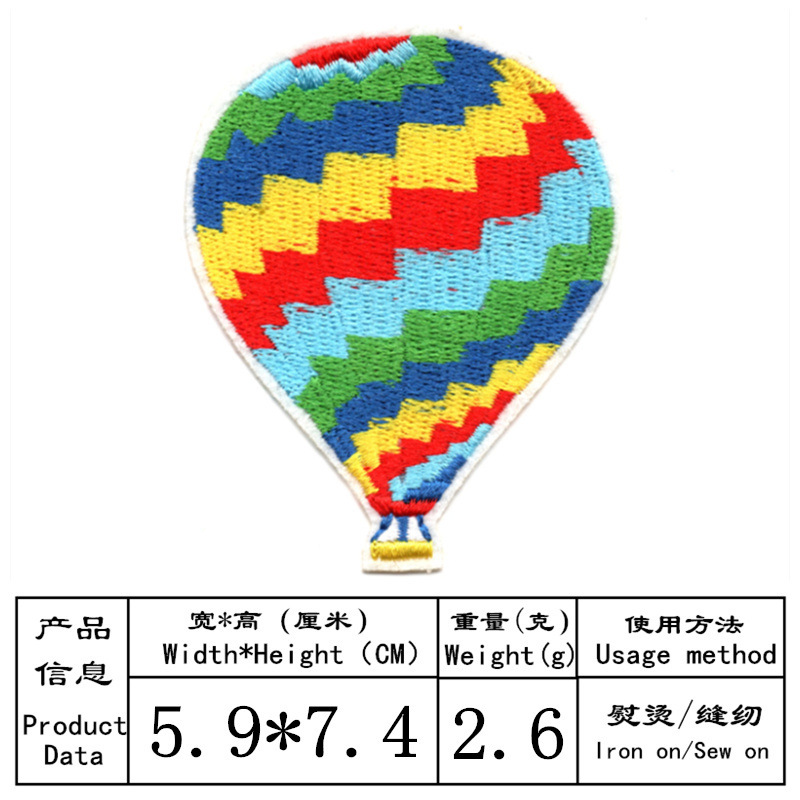 产品
信息
Product
Data
宽*高 (厘米)
Width*Height (CM)
重量(克)
Weight(g)
使用方法
Usage method
5.9*7.4
2.6
熨烫/缝纫
Iron on/Sew on